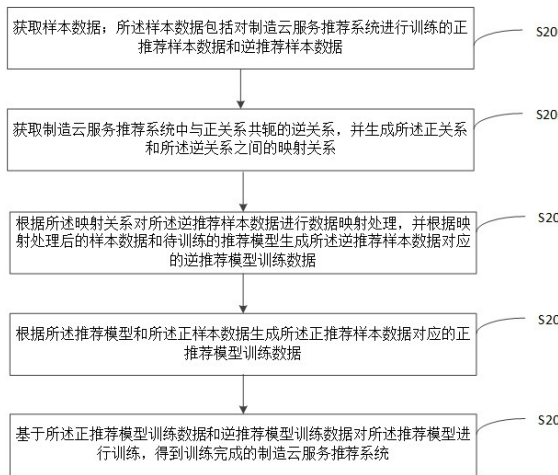 获取样本数据；所述样本数据包括对制造云服务推荐系统进行训练的正
推荐样本数据和逆推荐样本数据
S20
获取制造云服务推荐系统中与正关系共轭的逆关系，并生成所述正关系
和所述逆关系之间的映射关系
S20
根据所述映射关系对所述逆推荐样本数据进行数据映射处理，并根据映
射处理后的样本数据和待训练的推荐模型生成所述逆推荐样本数据对应
的逆推荐模型训练数据
S20
根据所述推荐模型和所述正样本数据生成所述正推荐样本数据对应的正
推荐模型训练数据
S20
基于所述正推荐模型训练数据和逆推荐模型训练数据对所述推荐模型进
行训练，得到训练完成的制造云服务推荐系统
S20